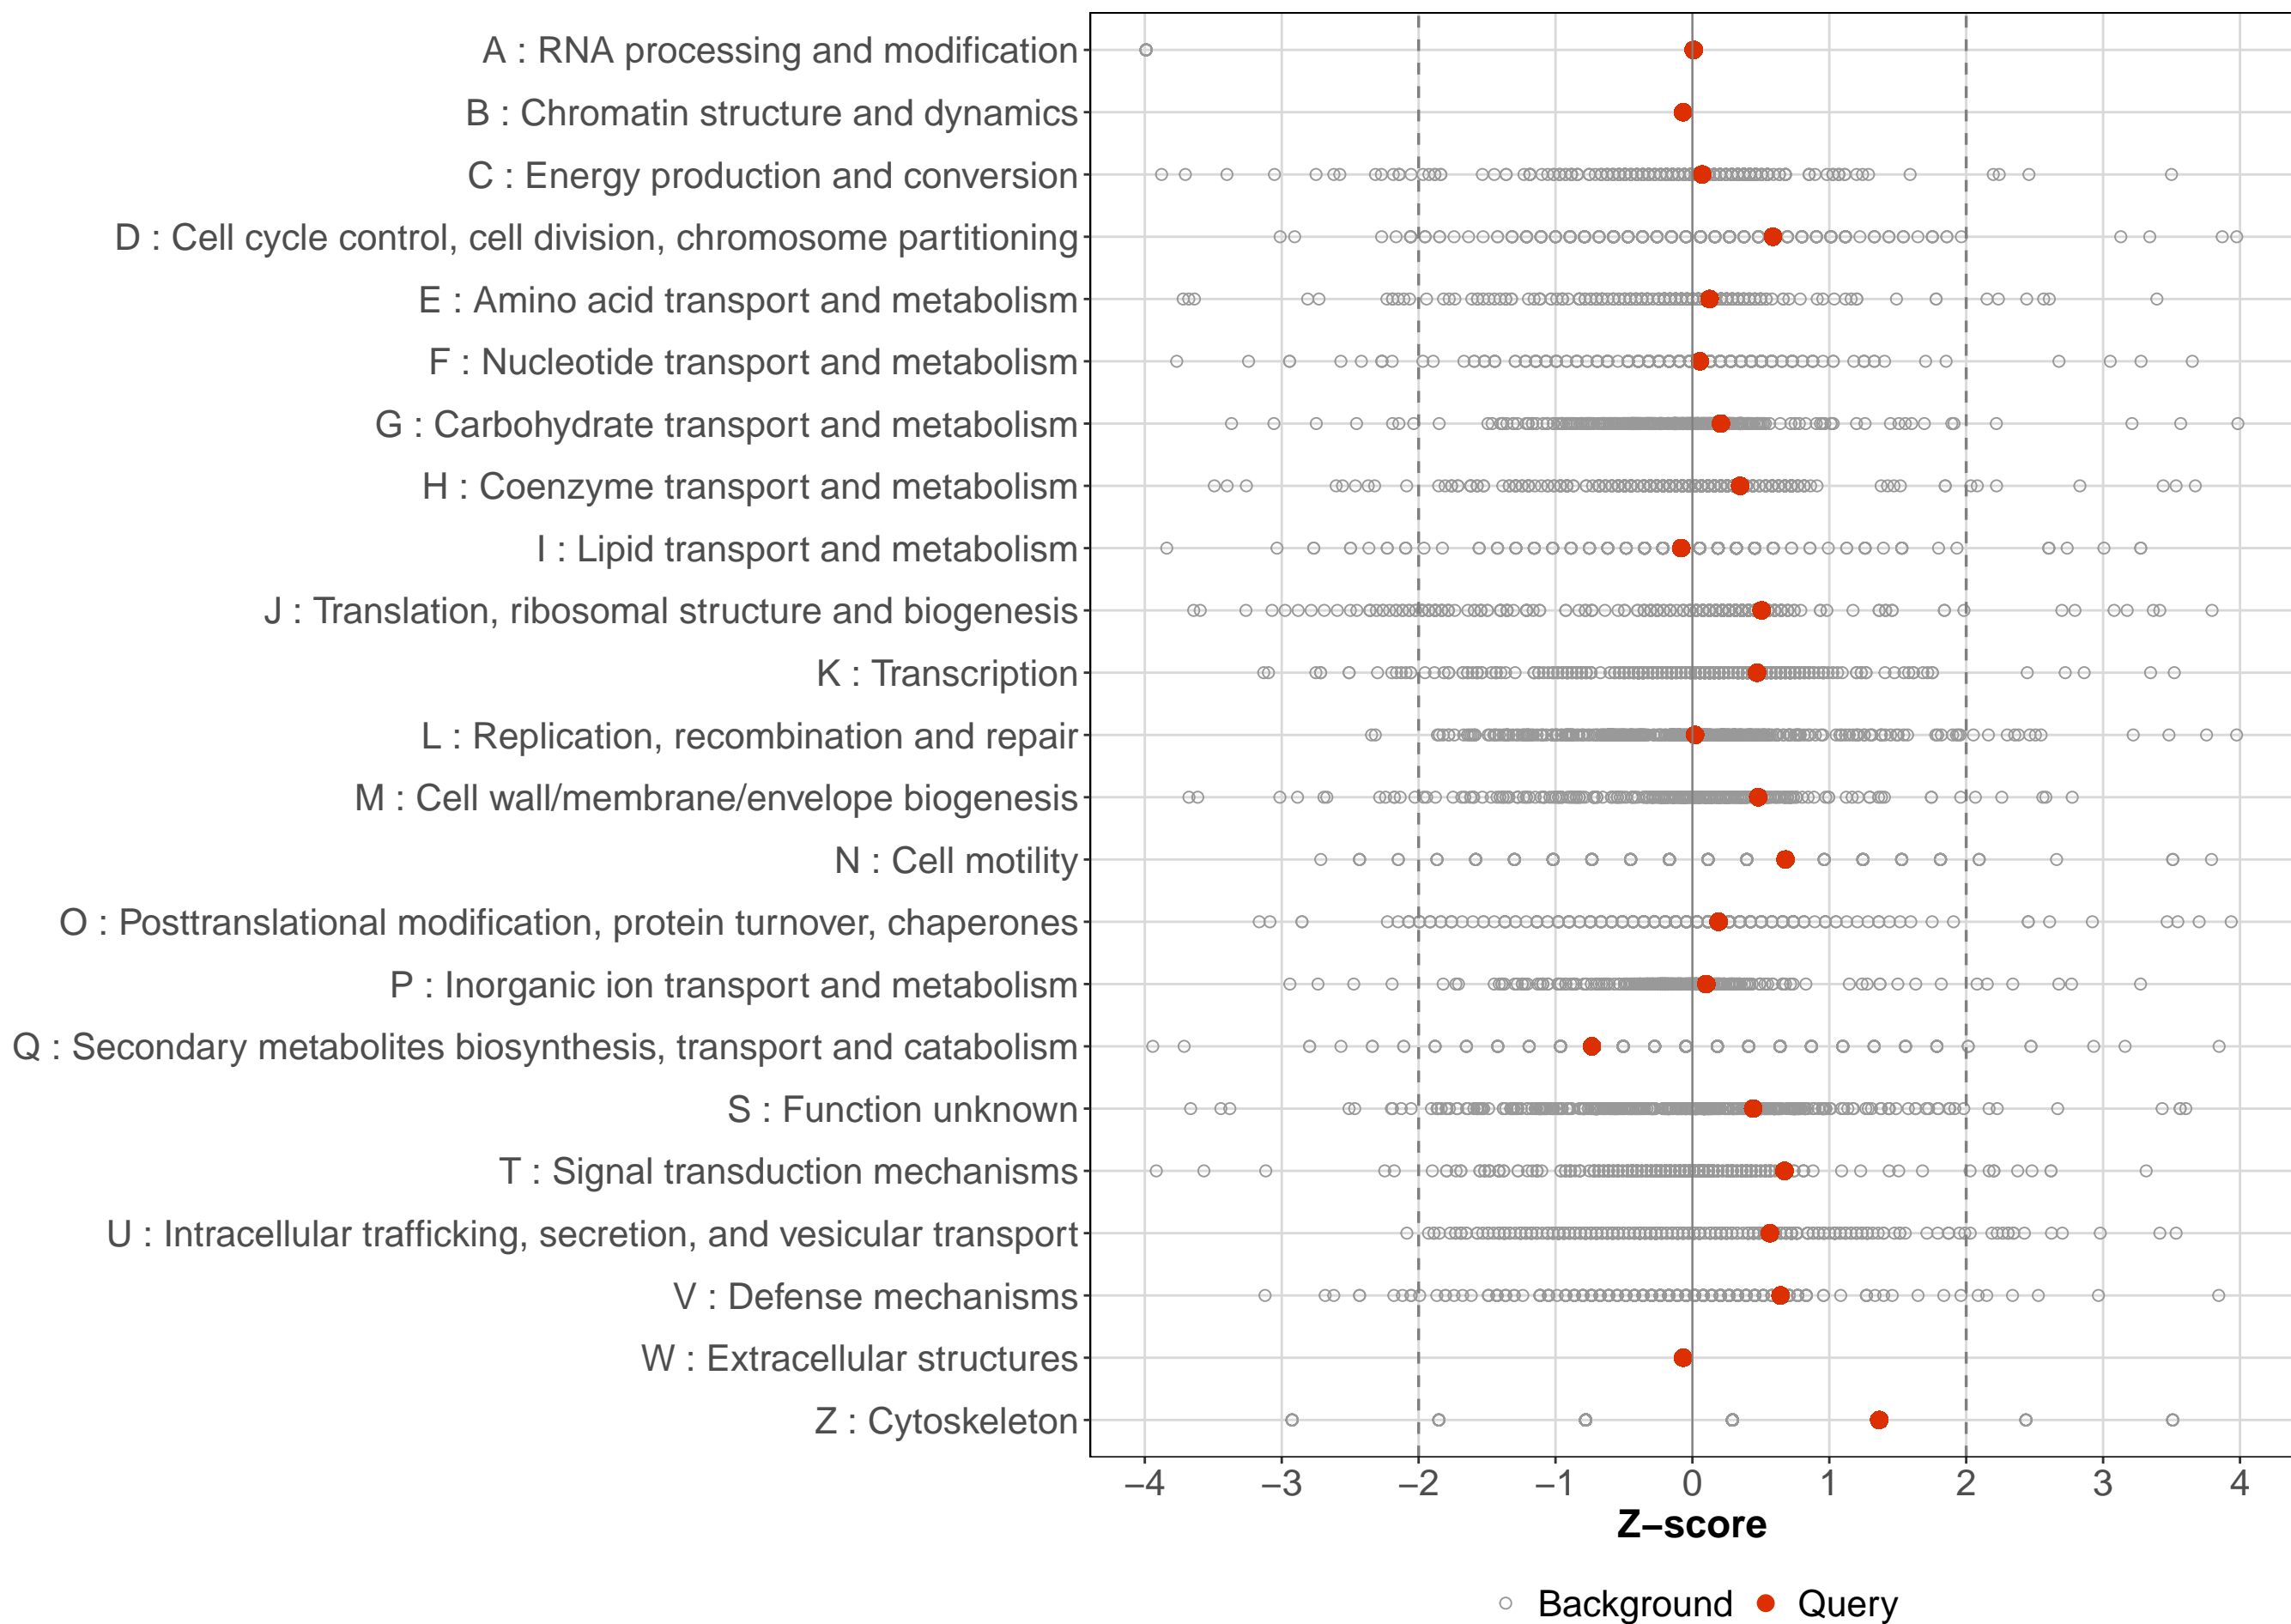 A : RNA processing and modification
B : Chromatin structure and dynamics
C : Energy production and conversion
D : Cell cycle control, cell division, chromosome partitioning
E : Amino acid transport and metabolism
F : Nucleotide transport and metabolism
G : Carbohydrate transport and metabolism
H : Coenzyme transport and metabolism
I : Lipid transport and metabolism
J : Translation, ribosomal structure and biogenesis
K : Transcription
L : Replication, recombination and repair
M : Cell wall/membrane/envelope biogenesis
N : Cell motility
O : Posttranslational modification, protein turnover, chaperones
P : Inorganic ion transport and metabolism
Q : Secondary metabolites biosynthesis, transport and catabolism
S : Function unknown
T : Signal transduction mechanisms
U : Intracellular trafficking, secretion, and vesicular transport
V : Defense mechanisms
W : Extracellular structures
Z : Cytoskeleton
−4 −3 −2 −1 0 1 2 3 4
Z−score
Background Query